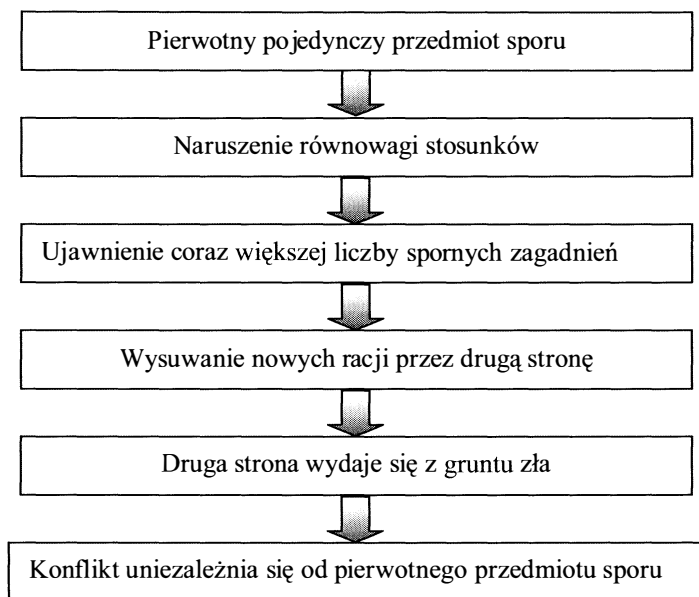 Pierwotny pojedynczy przedmiot sporu
Naruszenie równowagi stosunków
Ujawnienie coraz większej liczby spornych zagadnień
Wysuwanie nowych racji przez drugą stronę
Druga strona wydaje się z gruntu zła
Konflikt uniezależnia się od pierwotnego przedmiotu sporu